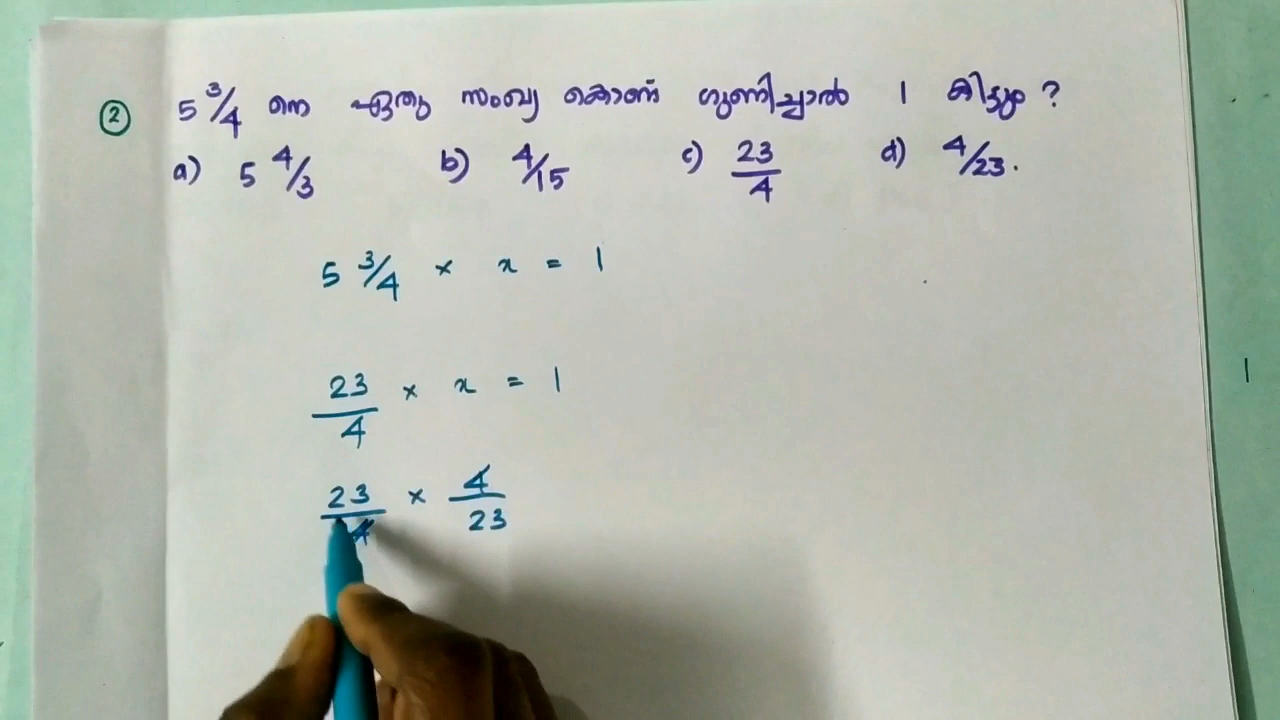 ② 5 3/4 നെ ഏതു സംഖ്യ കൊണ്ട് ഗുണിച്ചാൽ 1 കിട്ടും ?
a) 5 4/3 b) 4/15 c) 23/4 d) 4/23.
5 3/4 × x = 1
23/4 × x = 1
23/4 × 4/23